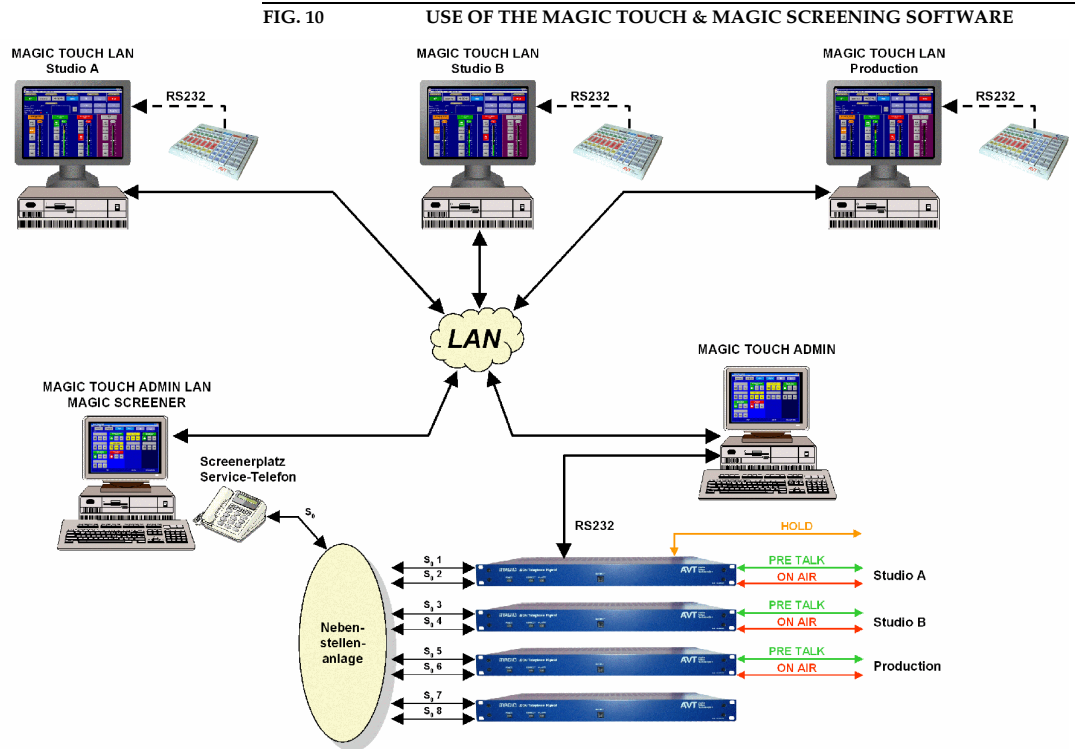 FIG. 10 USE OF THE MAGIC TOUCH & MAGIC SCREENING SOFTWARE
MAGIC TOUCH LAN
Studio A
MAGIC TOUCH LAN
Studio B
MAGIC TOUCH LAN
Production
RS232
RS232
RS232
LAN
MAGIC TOUCH ADMIN
MAGIC TOUCH ADMIN LAN
MAGIC SCREENER
Screenerplatz
Service-Telefon
S0
RS232
HOLD
S0 1
S0 2
AVT
PRE TALK
ON AIR
Studio A
S0 3
S0 4
AVT
PRE TALK
ON AIR
Studio B
Neben-
stellen-
anlage
S0 5
S0 6
AVT
PRE TALK
ON AIR
Production
S0 7
S0 8
AVT